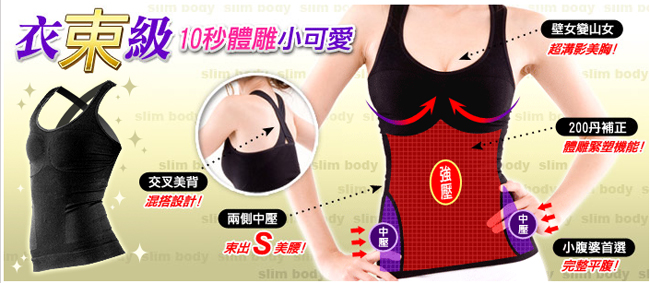 衣束級 10秒體雕小可愛
slim body
slim body
slim body
slim body
slim body
slim body
交叉美背
混搭設計!
兩側中壓
束出S美腰!
壁女變山女
超溝影美胸!
200丹補正
體雕緊塑機能!
強壓
中壓
中壓
小腹婆首選
完整平腹!